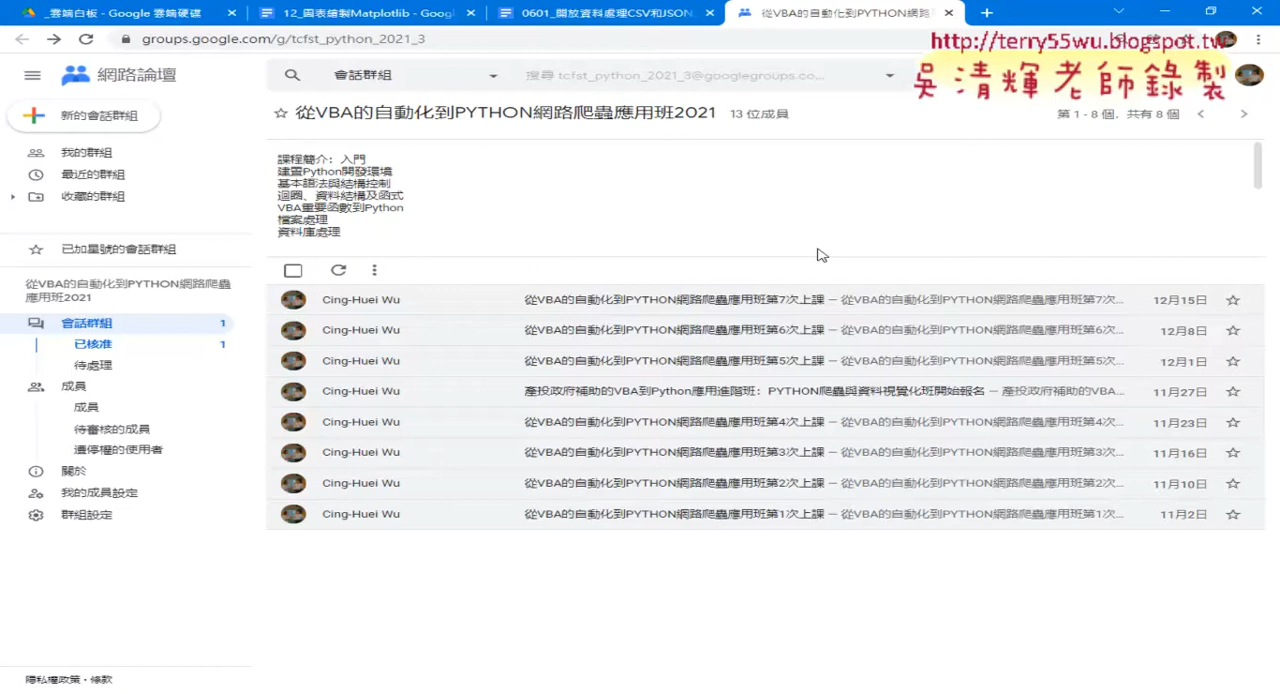 _雲端白板 - Google 雲端硬碟
12_圖表繪製Matplotlib - Goog
0601_開放資料處理CSV和JSON
從VBA的自動化到PYTHON網路
groups.google.com/g/tcfst_python_2021_3
http://terry55wu.blogspot.tw
吳清輝老師錄製
網路論壇
會話群組
搜尋 tcfst_python_2021_3@googlegroups.co...
新的會話群組
從VBA的自動化到PYTHON網路爬蟲應用班2021
13 位成員
第 1 - 8 個，共有 8 個
我的群組
最近的群組
收藏的群組
已加星號的會話群組
從VBA的自動化到PYTHON網路爬蟲
應用班2021
會話群組 1
已核准 1
待處理
成員
成員
待審核的成員
遭停權的使用者
關於
我的成員設定
群組設定
隱私權政策・條款
課程簡介：入門
建置Python開發環境
基本語法與結構控制
迴圈、資料結構及函式
VBA重要函數到Python
檔案處理
資料庫處理
Cing-Huei Wu 從VBA的自動化到PYTHON網路爬蟲應用班第7次上課 – 從VBA的自動化到PYTHON網路爬蟲應用班第7次... 12月15日
Cing-Huei Wu 從VBA的自動化到PYTHON網路爬蟲應用班第6次上課 – 從VBA的自動化到PYTHON網路爬蟲應用班第6次... 12月8日
Cing-Huei Wu 從VBA的自動化到PYTHON網路爬蟲應用班第5次上課 – 從VBA的自動化到PYTHON網路爬蟲應用班第5次... 12月1日
Cing-Huei Wu 產投政府補助的VBA到Python應用進階班：PYTHON爬蟲與資料視覺化班開始報名 – 產投政府補助的VBA... 11月27日
Cing-Huei Wu 從VBA的自動化到PYTHON網路爬蟲應用班第4次上課 – 從VBA的自動化到PYTHON網路爬蟲應用班第4次... 11月23日
Cing-Huei Wu 從VBA的自動化到PYTHON網路爬蟲應用班第3次上課 – 從VBA的自動化到PYTHON網路爬蟲應用班第3次... 11月16日
Cing-Huei Wu 從VBA的自動化到PYTHON網路爬蟲應用班第2次上課 – 從VBA的自動化到PYTHON網路爬蟲應用班第2次... 11月10日
Cing-Huei Wu 從VBA的自動化到PYTHON網路爬蟲應用班第1次上課 – 從VBA的自動化到PYTHON網路爬蟲應用班第1次... 11月2日